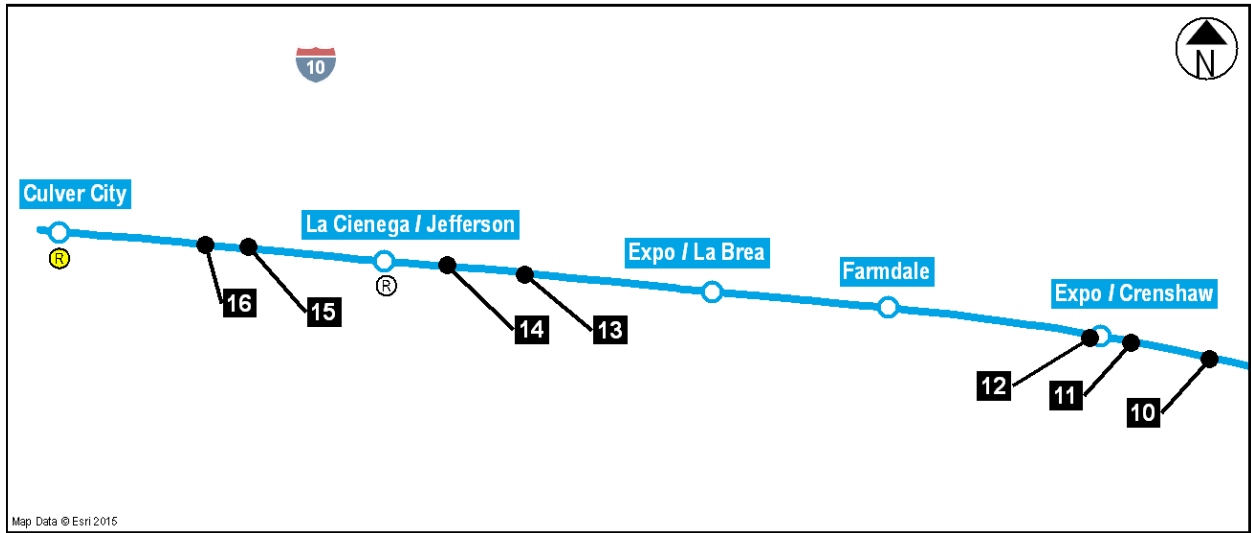 10
N
Culver City
La Cienega / Jefferson
Expo / La Brea
Farmdale
Expo / Crenshaw
R
R
16
15
14
13
12
11
10
Map Data © Esri 2015